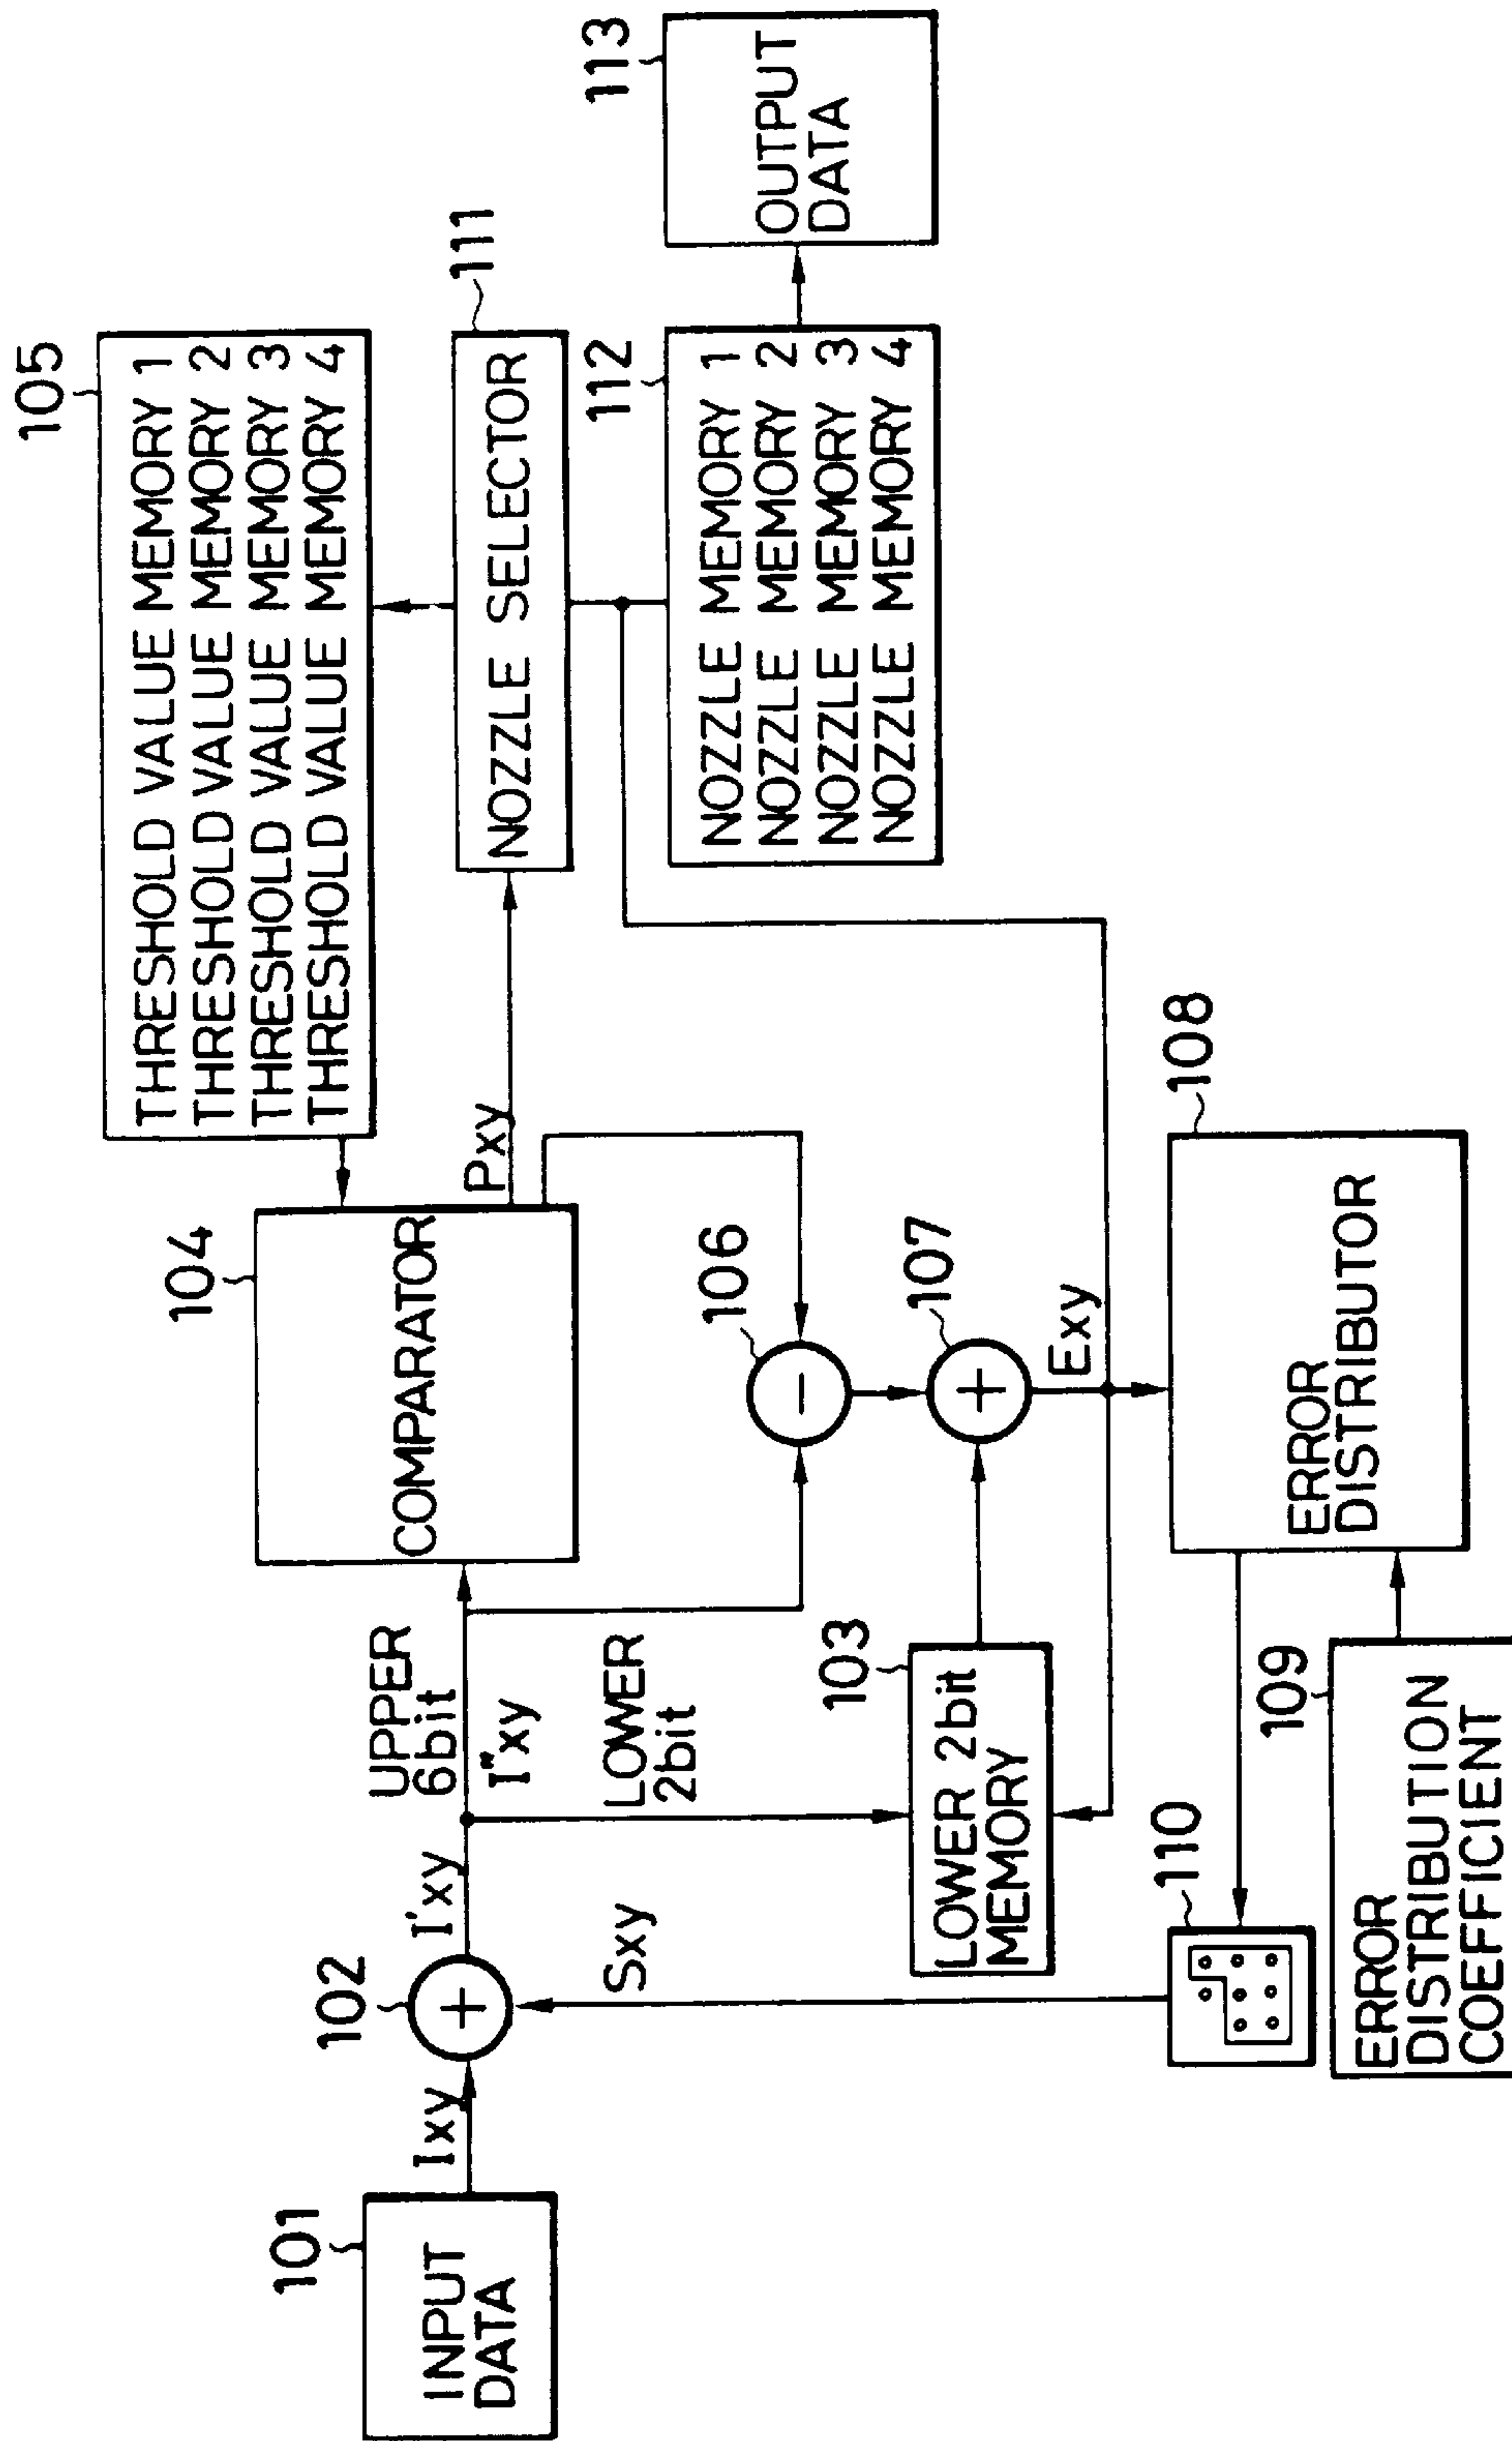 101
INPUT
DATA
Ixy
102
+
I'xy
Sxy
UPPER
6bit
I"xy
LOWER
2bit
103
LOWER 2bit
MEMORY
104
COMPARATOR
Pxy
105
THRESHOLD VALUE MEMORY 1
THRESHOLD VALUE MEMORY 2
THRESHOLD VALUE MEMORY 3
THRESHOLD VALUE MEMORY 4
106
−
107
+
Exy
108
ERROR
DISTRIBUTOR
109
ERROR
DISTRIBUTION
COEFFICIENT
110
111
NOZZLE SELECTOR
112
NOZZLE MEMORY 1
NOZZLE MEMORY 2
NOZZLE MEMORY 3
NOZZLE MEMORY 4
113
OUTPUT
DATA